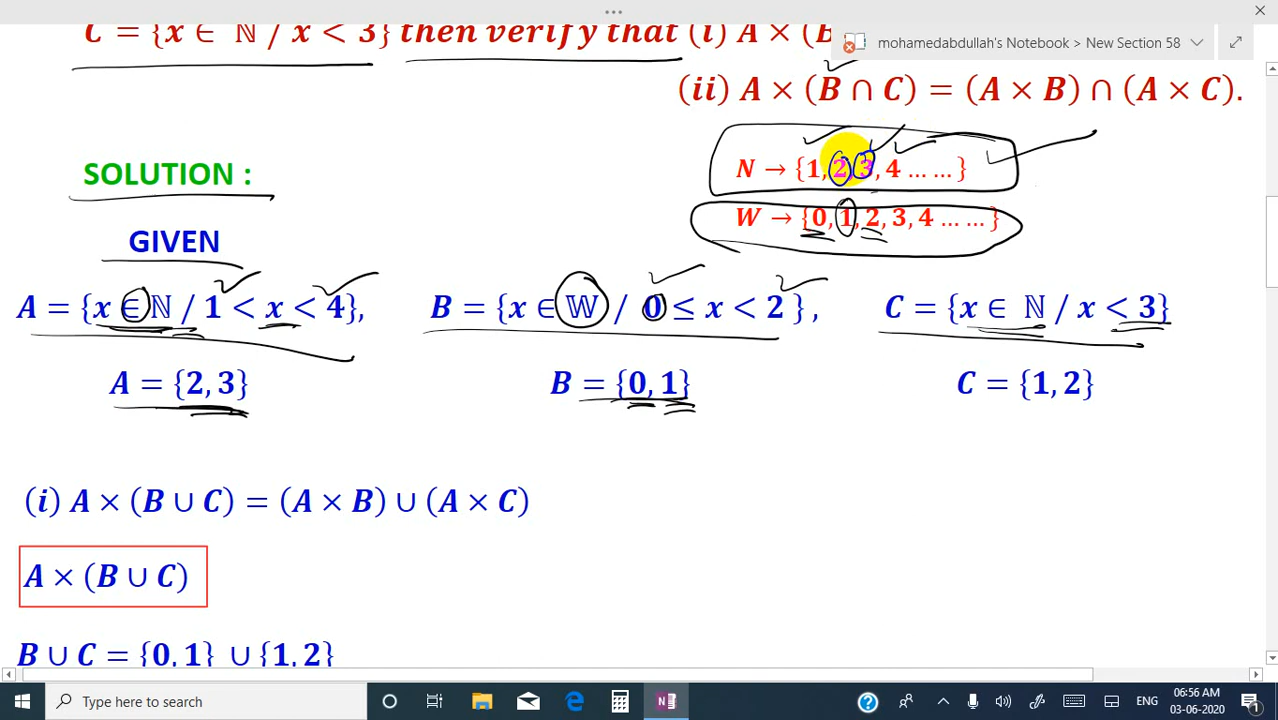 C = {x ∈ ℕ / x < 3} then verify that (i) A × (B
mohamedabdullah's Notebook > New Section 58
(ii) A × (B ∩ C) = (A × B) ∩ (A × C).
SOLUTION :
N → {1, 2, 3, 4 … … }
W → {0, 1, 2, 3, 4 … … }
GIVEN
A = {x ∈ ℕ / 1 < x < 4}, B = {x ∈ 𝕎 / 0 ≤ x < 2 } , C = {x ∈ ℕ / x < 3}
A = {2, 3} B = {0, 1} C = {1, 2}
(i) A × (B ∪ C) = (A × B) ∪ (A × C)
A × (B ∪ C)
B ∪ C = {0, 1} ∪ {1, 2}
Type here to search
ENG
06:56 AM
03-06-2020
1